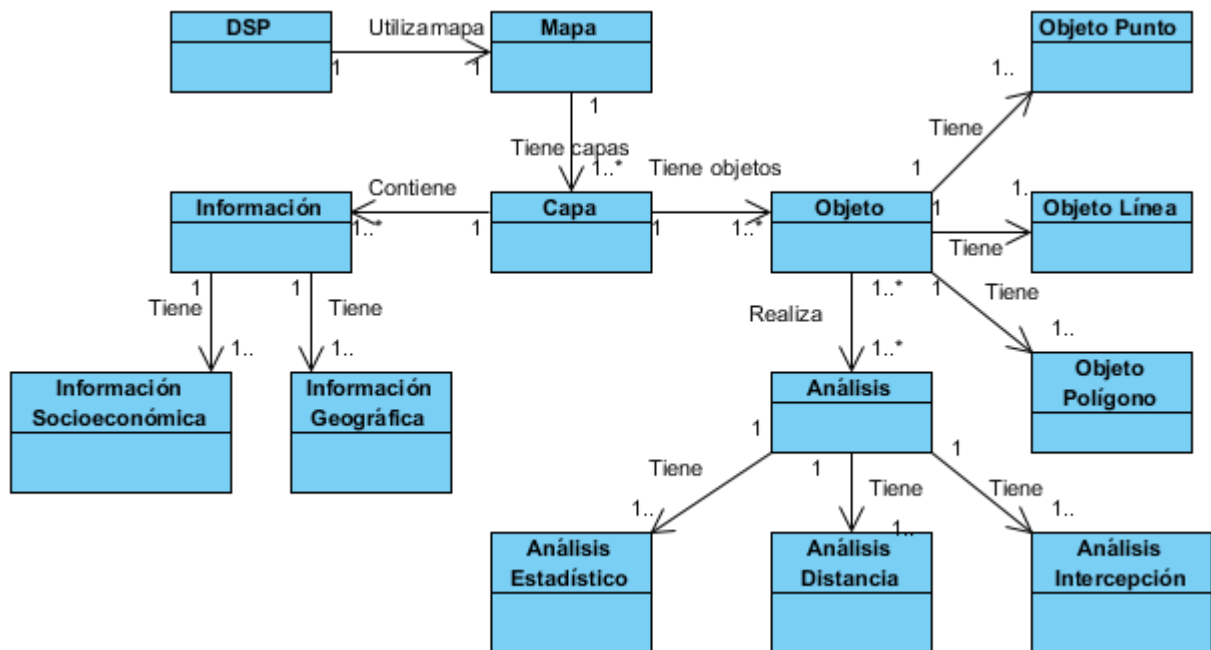 DSP
Utiliza mapa
Mapa
Objeto Punto
1
1
1
1..
Tiene
Tiene capas
1..*
Tiene objetos
1
1..
Contiene
Información
Capa
Objeto
Objeto Línea
1..*
1
1
1..*
1
Tiene
1
1
1..*
1
Tiene
Tiene
Tiene
Realiza
1..
1..
1..*
1..
Información
Socioeconómica
Información
Geográfica
Análisis
Objeto
Polígono
1
1
1
Tiene
Tiene
Tiene
1..
1..
1..
Análisis
Estadístico
Análisis
Distancia
Análisis
Intercepción